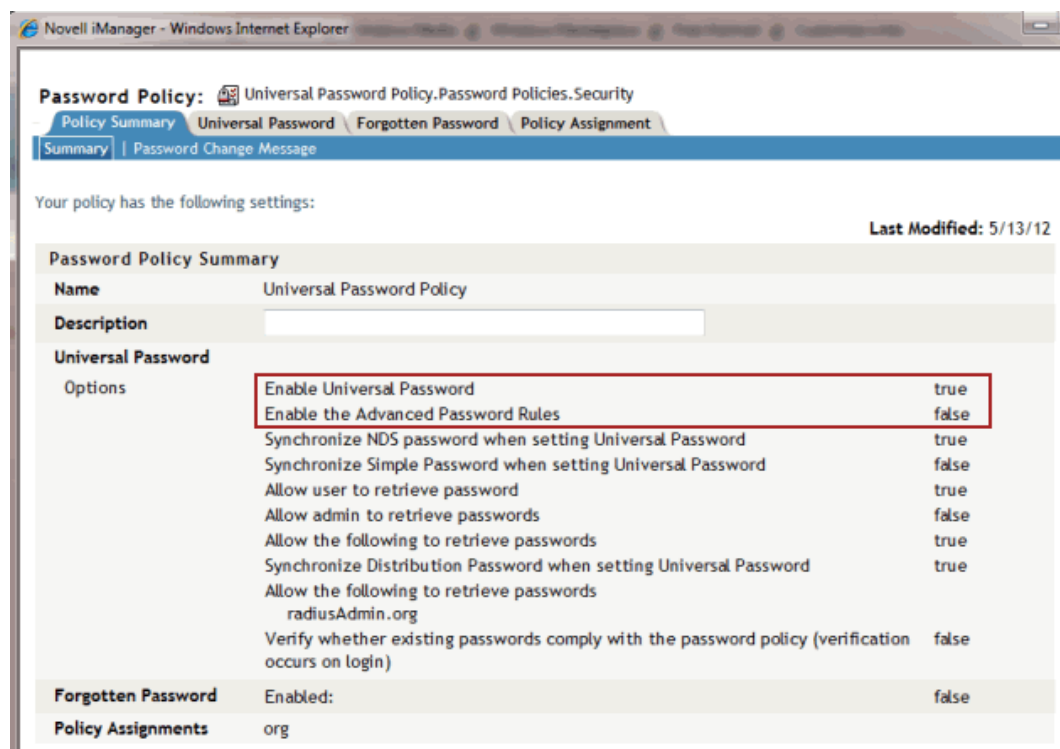 Novell iManager - Windows Internet Explorer
Password Policy: Universal Password Policy.Password Policies.Security
Policy Summary Universal Password Forgotten Password Policy Assignment
Summary | Password Change Message
Your policy has the following settings:
Last Modified: 5/13/12
Password Policy Summary
Name Universal Password Policy
Description
Universal Password
Options Enable Universal Password true
Enable the Advanced Password Rules false
Synchronize NDS password when setting Universal Password true
Synchronize Simple Password when setting Universal Password false
Allow user to retrieve password true
Allow admin to retrieve passwords false
Allow the following to retrieve passwords true
Synchronize Distribution Password when setting Universal Password true
Allow the following to retrieve passwords
radiusAdmin.org
Verify whether existing passwords comply with the password policy (verification false
occurs on login)
Forgotten Password Enabled: false
Policy Assignments org